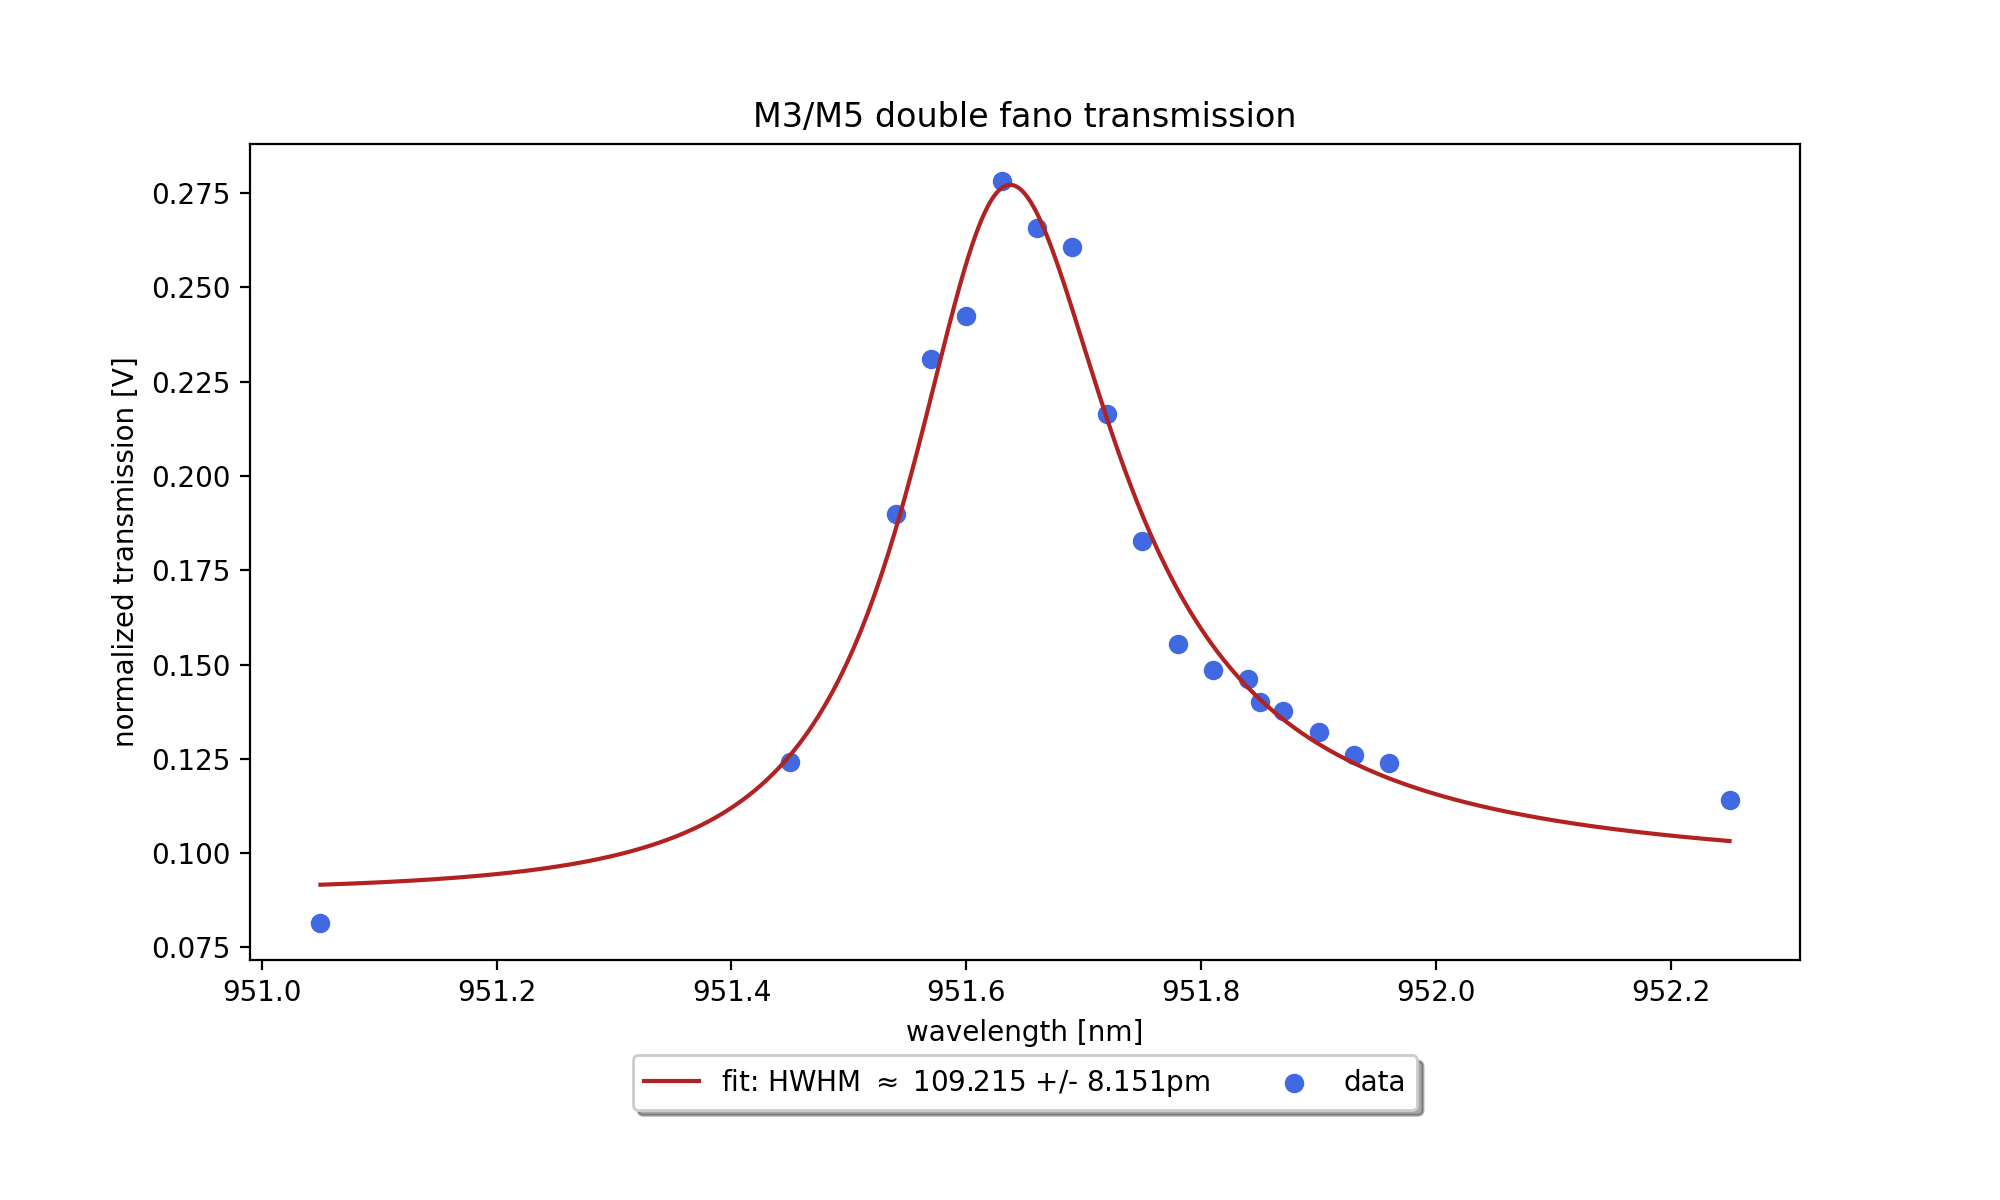 M3/M5 double fano transmission
normalized transmission [V]
0.275
0.250
0.225
0.200
0.175
0.150
0.125
0.100
0.075
951.0 951.2 951.4 951.6 951.8 952.0 952.2
wavelength [nm]
fit: HWHM ≈ 109.215 +/- 8.151pm data